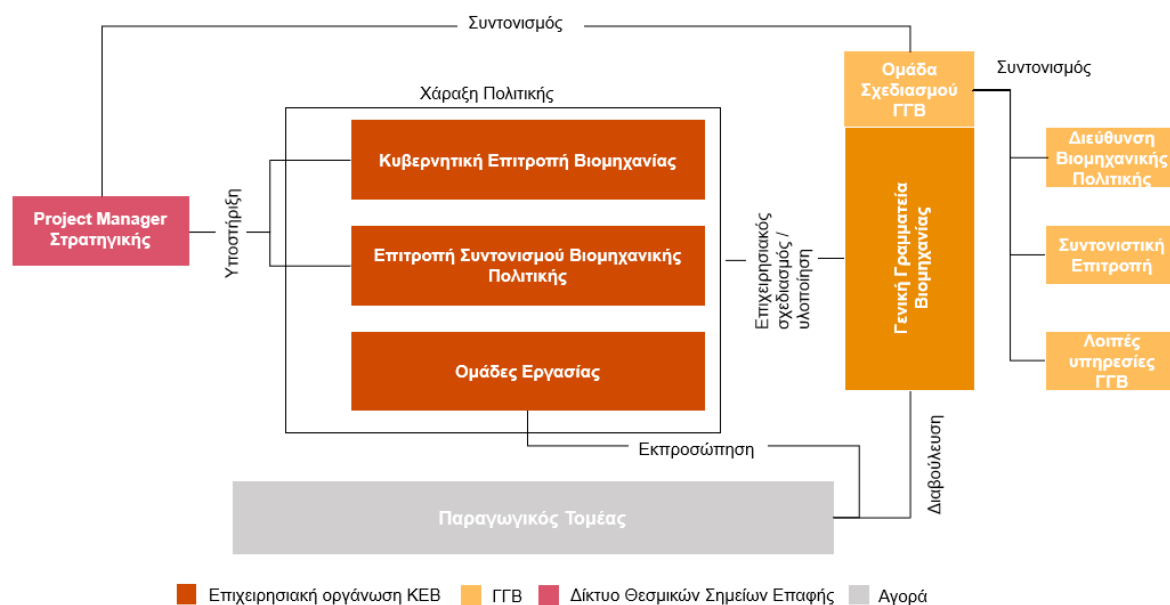 Συντονισμός
Ομάδα
Σχεδιασμού
ΓΓΒ
Συντονισμός
Χάραξη Πολιτικής
Κυβερνητική Επιτροπή Βιομηχανίας
Διεύθυνση
Βιομηχανικής
Πολιτικής
Project Manager
Στρατηγικής
Υποστήριξη
Επιτροπή Συντονισμού Βιομηχανικής
Πολιτικής
Επιχειρησιακός
σχεδιασμός /
υλοποίηση
Γενική Γραμματεία
Βιομηχανίας
Συντονιστική
Επιτροπή
Ομάδες Εργασίας
Λοιπές
υπηρεσίες
ΓΓΒ
Εκπροσώπηση
Διαβούλευση
Παραγωγικός Τομέας
Επιχειρησιακή οργάνωση ΚΕΒ
ΓΓΒ
Δίκτυο Θεσμικών Σημείων Επαφής
Αγορά